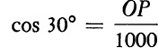 cos 30° = OP/1000